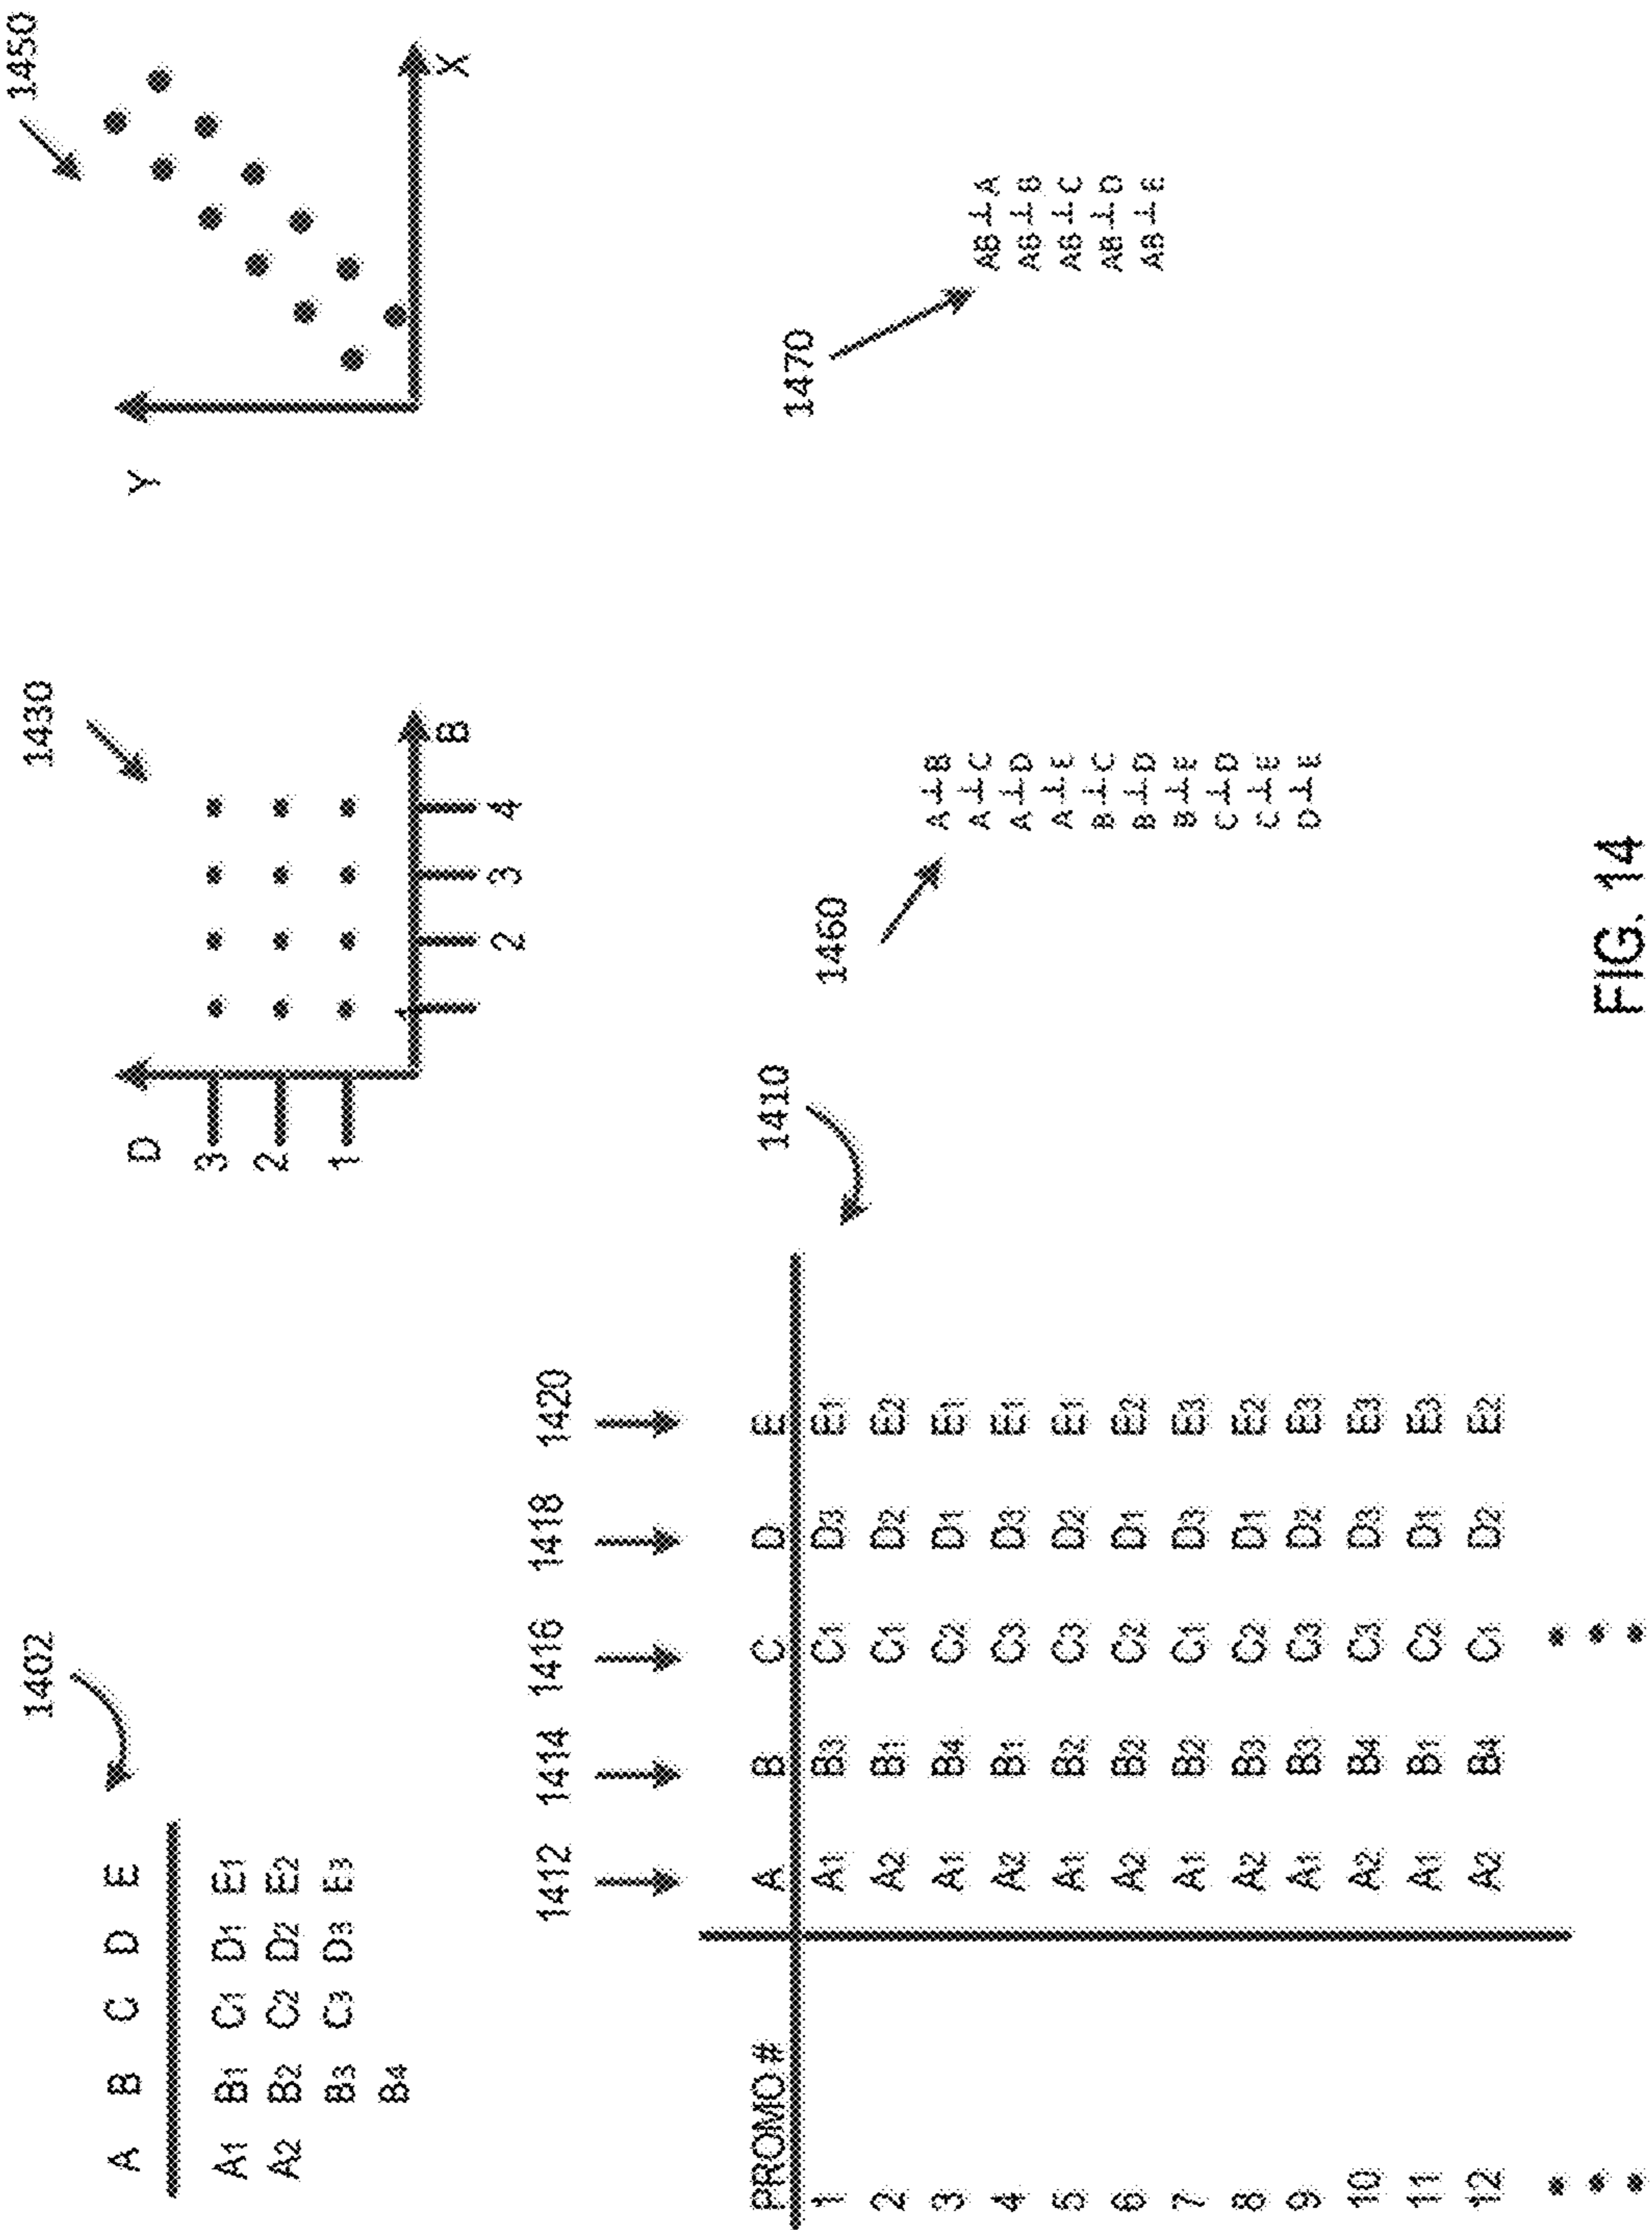 1402
A B C D E
A1 B1 C1 D1 E1
A2 B2 C2 D2 E2
B3 C3 D3 E3
B4
1430
D
3
2
1
1 2 3 4
B
1450
Y
X
1412 1414 1416 1418 1420
1410
PROMO# A B C D E
1 A1 B3 C1 D3 E1
2 A2 B1 C1 D2 E2
3 A1 B4 C2 D1 E1
4 A2 B1 C3 D3 E1
5 A1 B2 C3 D2 E1
6 A2 B2 C2 D1 E2
7 A1 B2 C1 D3 E3
8 A2 B3 C2 D1 E2
9 A1 B3 C3 D2 E3
10 A2 B4 C3 D3 E3
11 A1 B1 C2 D1 E3
12 A2 B4 C1 D2 E2
1460
A ⊥ B
A ⊥ C
A ⊥ D
A ⊥ E
B ⊥ C
B ⊥ D
B ⊥ E
C ⊥ D
C ⊥ E
D ⊥ E
1470
AB ⊥ A
AB ⊥ B
AB ⊥ C
AB ⊥ D
AB ⊥ E
FIG. 14